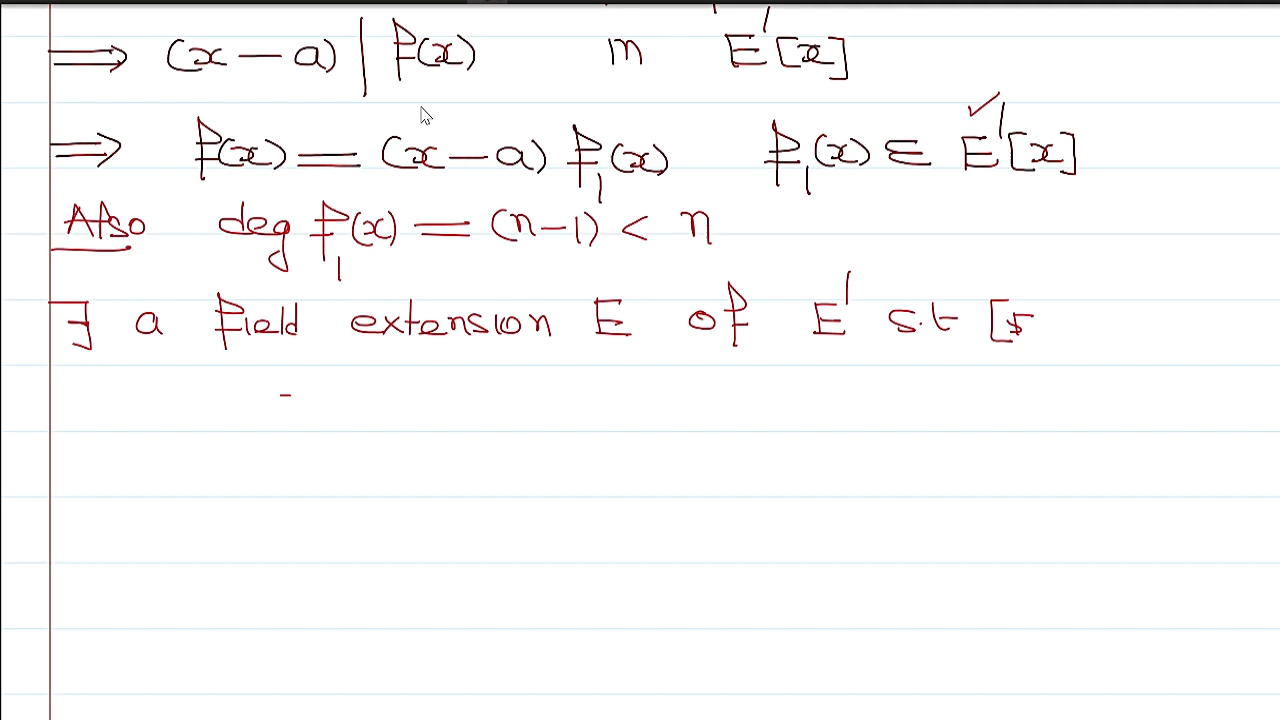 ⟹ (x-a) | f(x) in E'[x]
⟹ f(x) = (x-a) f₁(x) f₁(x) ∈ E'[x]
Also deg f₁(x) = (n-1) < n
∃ a field extension E of E' s.t [